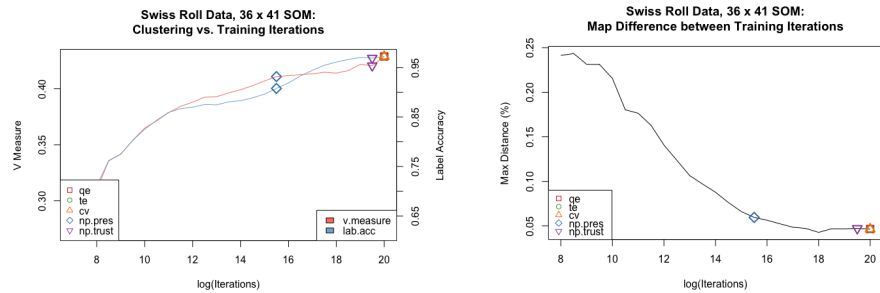 Swiss Roll Data, 36 x 41 SOM:
Clustering vs. Training Iterations
V Measure
0.30
0.35
0.40
0.65
0.75
0.85
0.95
Label Accuracy
qe
te
cv
np.pres
np.trust
v.measure
lab.acc
8
10
12
14
16
18
20
log(Iterations)
Swiss Roll Data, 36 x 41 SOM:
Map Difference between Training Iterations
Max Distance (%)
0.25
0.20
0.15
0.10
0.05
qe
te
cv
np.pres
np.trust
8
10
12
14
16
18
20
log(Iterations)